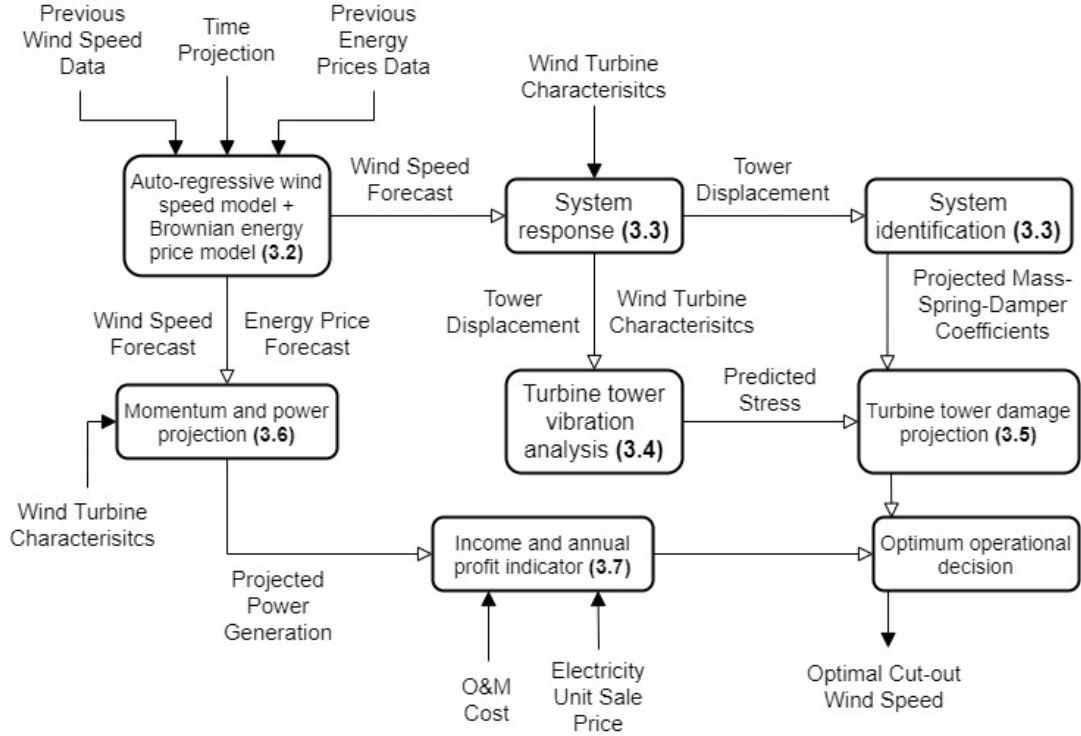 Previous
Wind Speed
Data
Time
Projection
Previous
Energy
Prices Data
Wind Turbine
Characterisitcs
Auto-regressive wind
speed model +
Brownian energy
price model (3.2)
Wind Speed
Forecast
System
response (3.3)
Tower
Displacement
System
identification (3.3)
Wind Speed
Forecast
Energy Price
Forecast
Tower
Displacement
Wind Turbine
Characterisitcs
Projected Mass-
Spring-Damper
Coefficients
Momentum and power
projection (3.6)
Turbine tower
vibration
analysis (3.4)
Predicted
Stress
Turbine tower damage
projection (3.5)
Wind Turbine
Characterisitcs
Income and annual
profit indicator (3.7)
Optimum operational
decision
Projected
Power
Generation
O&M
Cost
Electricity
Unit Sale
Price
Optimal Cut-out
Wind Speed